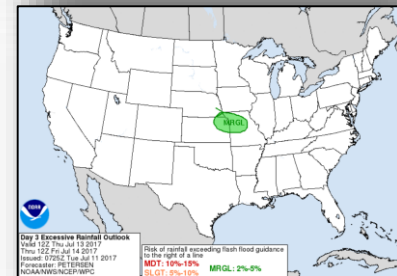 MRGL
NOAA
Day 3 Excessive Rainfall Outlook
Valid 12Z Thu Jul 13 2017
Thru 12Z Fri Jul 14 2017
Issued: 0725Z Tue Jul 11 2017
Forecaster: PETERSEN
NOAA/NWS/NCEP/WPC
Risk of rainfall exceeding flash flood guidance
to the right of a line
MDT: 10%-15%
SLGT: 5%-10% MRGL: 2%-5%